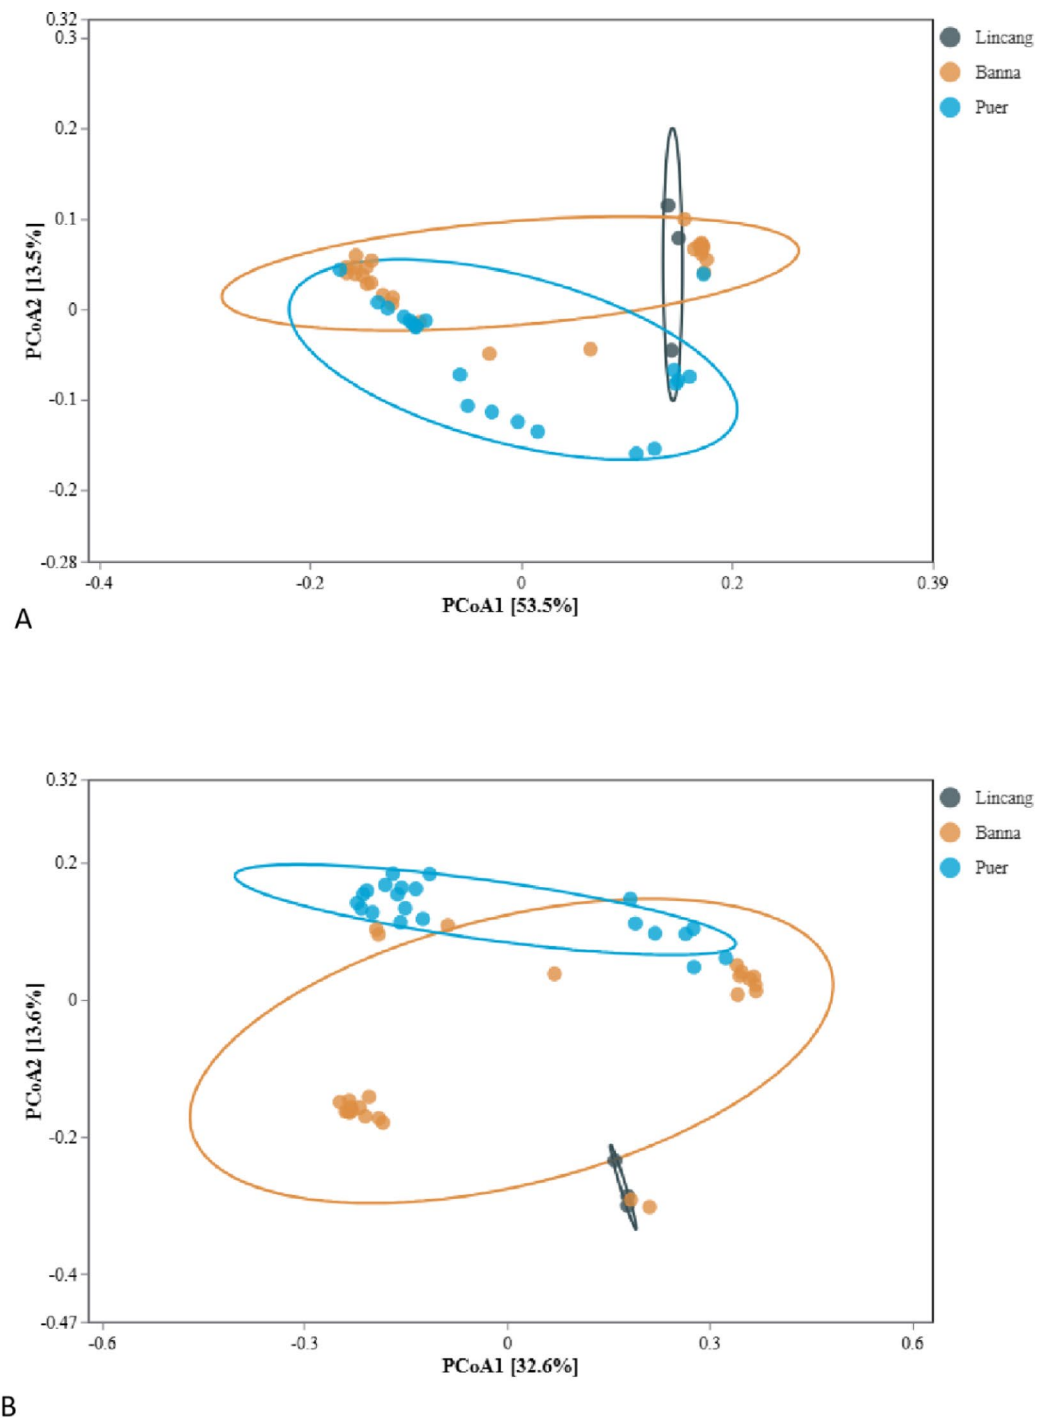 0.32
0.3
0.2
0.1
0
-0.1
-0.2
-0.28
PCoA2 [13.5%]
-0.4
-0.2
0
0.2
0.39
PCoA1 [53.5%]
Lincang
Banna
Puer
A
0.32
0.2
0
-0.2
-0.4
-0.47
PCoA2 [13.6%]
-0.6
-0.3
0
0.3
0.6
PCoA1 [32.6%]
Lincang
Banna
Puer
B